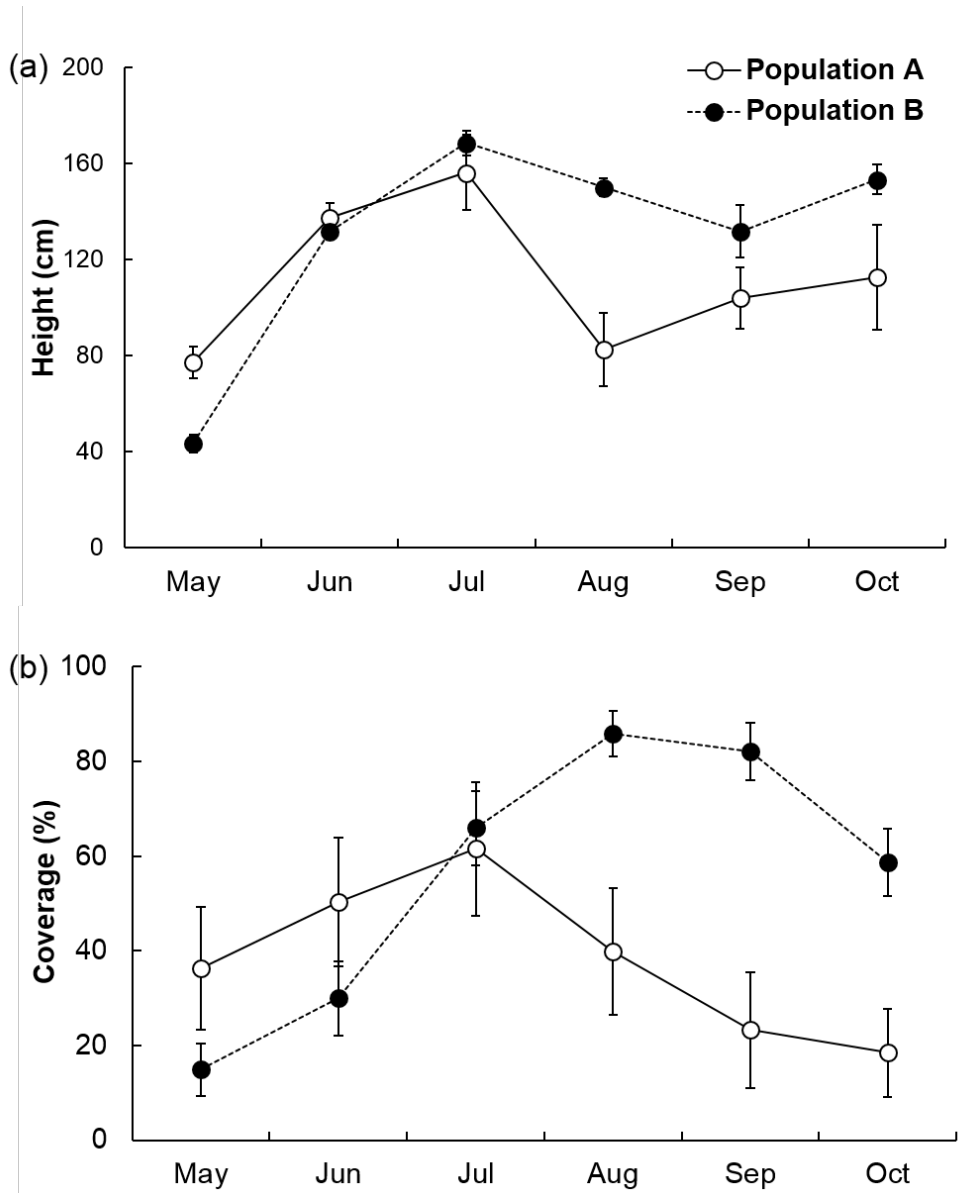 (a)
Population A
Population B
Height (cm)
200
160
120
80
40
0
May Jun Jul Aug Sep Oct
(b)
Coverage (%)
100
80
60
40
20
0
May Jun Jul Aug Sep Oct